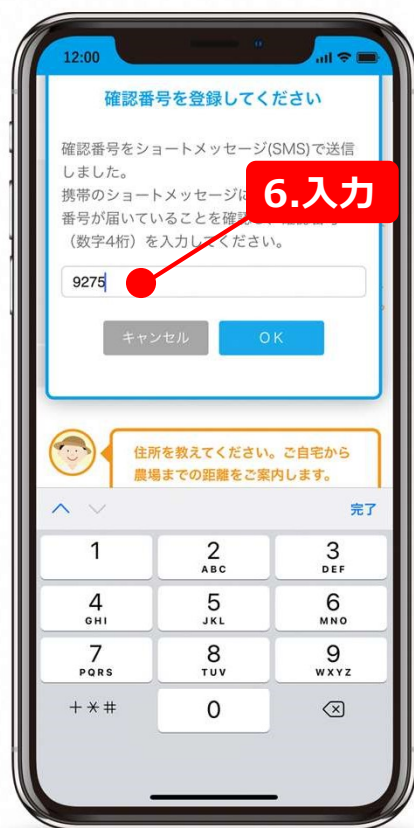 12:00
確認番号を登録してください
確認番号をショートメッセージ(SMS)で送信
しました。
携帯のショートメッセージに
6.入力
番号が届いていることを確認
(数字4桁)を入力してください。
9275
キャンセル
OK
住所を教えてください。ご自宅から
農場までの距離をご案内します。
完了
1
2
ABC
3
DEF
4
GHI
5
JKL
6
MNO
7
PQRS
8
TUV
9
WXYZ
+*#
0